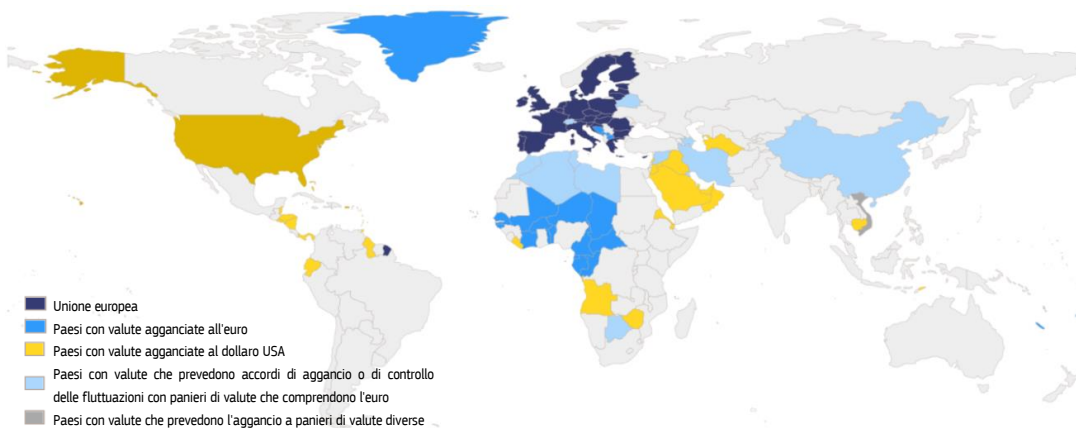 Unione europea
Paesi con valute agganciate all'euro
Paesi con valute agganciate al dollaro USA
Paesi con valute che prevedono accordi di aggancio o di controllo
delle fluttuazioni con panieri di valute che comprendono l'euro
Paesi con valute che prevedono l'aggancio a panieri di valute diverse